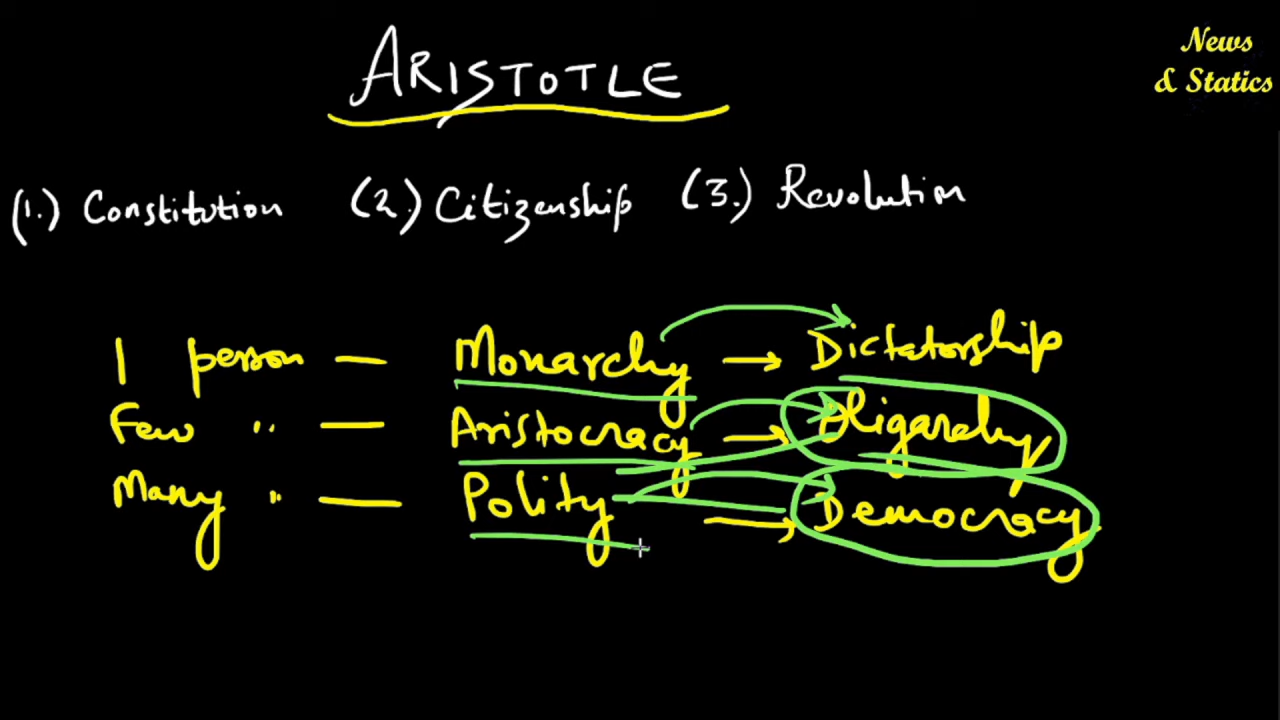 ARISTOTLE
News
& Statics
(1.) Constitution (2.) Citizenship (3.) Revolution
1 person — Monarchy → Dictatorship
Few " — Aristocracy → Oligarchy
Many " — Polity → Democracy